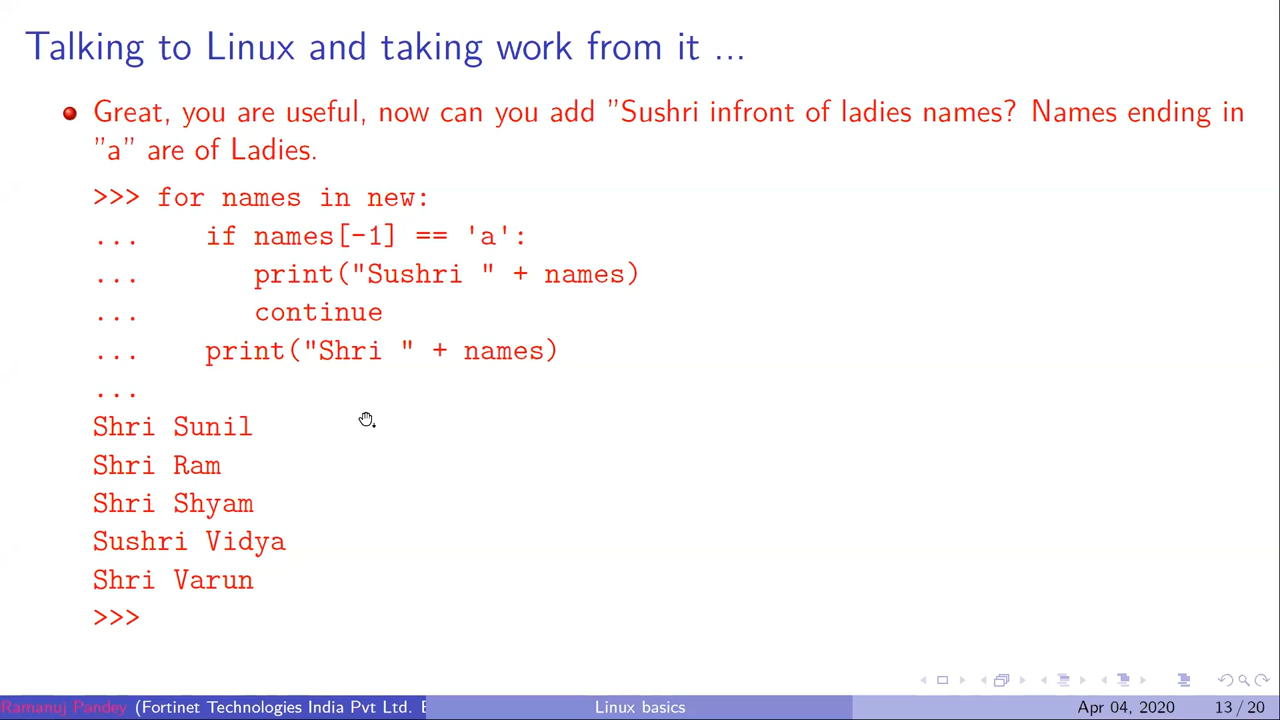 Talking to Linux and taking work from it ...
Great, you are useful, now can you add ”Sushri infront of ladies names? Names ending in
”a” are of Ladies.
>>> for names in new:
...    if names[-1] == 'a':
...       print("Sushri " + names)
...       continue
...    print("Shri " + names)
...
Shri Sunil
Shri Ram
Shri Shyam
Sushri Vidya
Shri Varun
>>>
Ramanuj Pandey (Fortinet Technologies India Pvt Ltd. Linux basics Apr 04, 2020 13 / 20